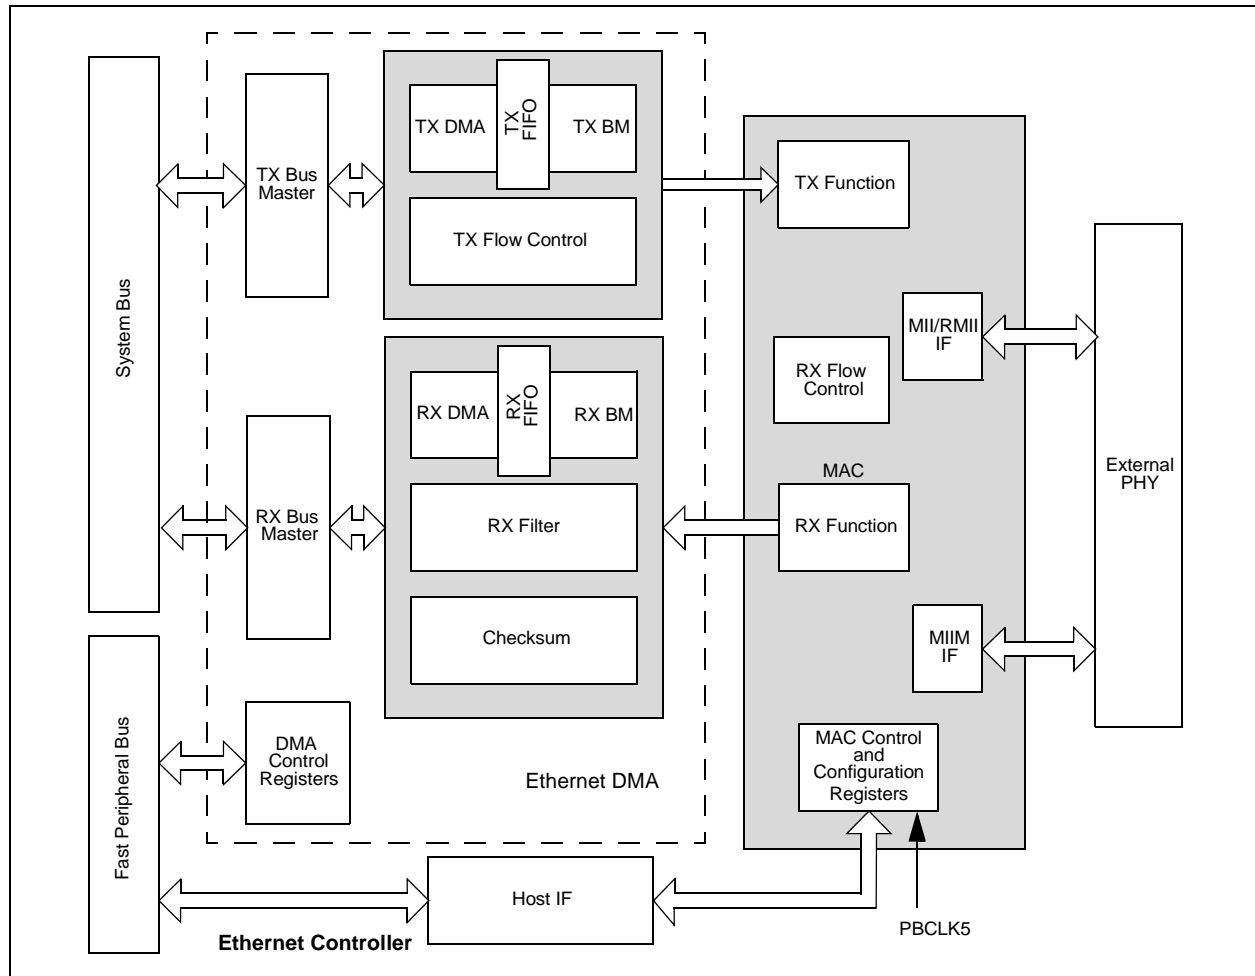 System Bus
Fast Peripheral Bus
TX Bus
Master
TX DMA
TX
FIFO
TX BM
TX Flow Control
RX Bus
Master
RX DMA
RX
FIFO
RX BM
RX Filter
Checksum
DMA
Control
Registers
Ethernet DMA
TX Function
MII/RMII
IF
RX Flow
Control
MAC
RX Function
MIIM
IF
MAC Control
and
Configuration
Registers
External
PHY
Host IF
PBCLK5
Ethernet Controller